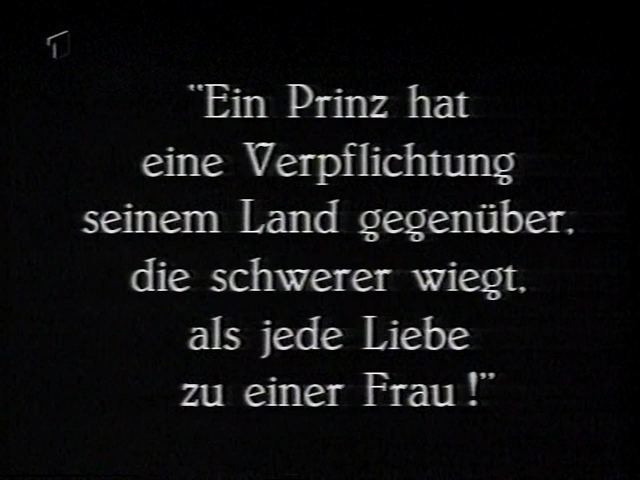 "Ein Prinz hat
eine Verpflichtung
seinem Land gegenüber,
die schwerer wiegt,
als jede Liebe
zu einer Frau!"